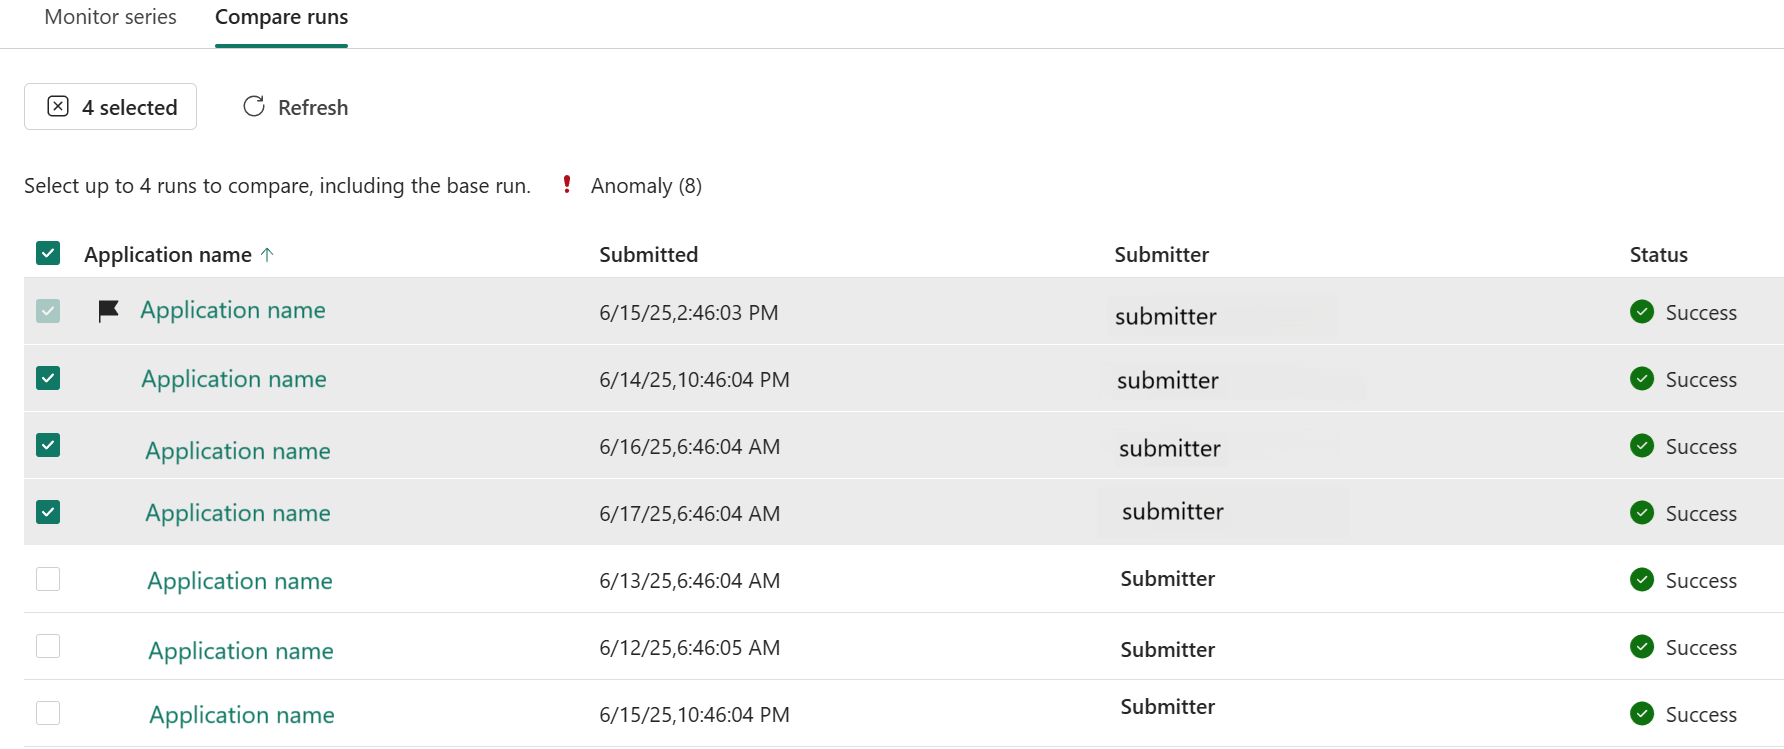 Monitor series Compare runs
4 selected Refresh
Select up to 4 runs to compare, including the base run. Anomaly (8)
Application name ↑ Submitted Submitter Status
Application name 6/15/25,2:46:03 PM submitter Success
Application name 6/14/25,10:46:04 PM submitter Success
Application name 6/16/25,6:46:04 AM submitter Success
Application name 6/17/25,6:46:04 AM submitter Success
Application name 6/13/25,6:46:04 AM Submitter Success
Application name 6/12/25,6:46:05 AM Submitter Success
Application name 6/15/25,10:46:04 PM Submitter Success